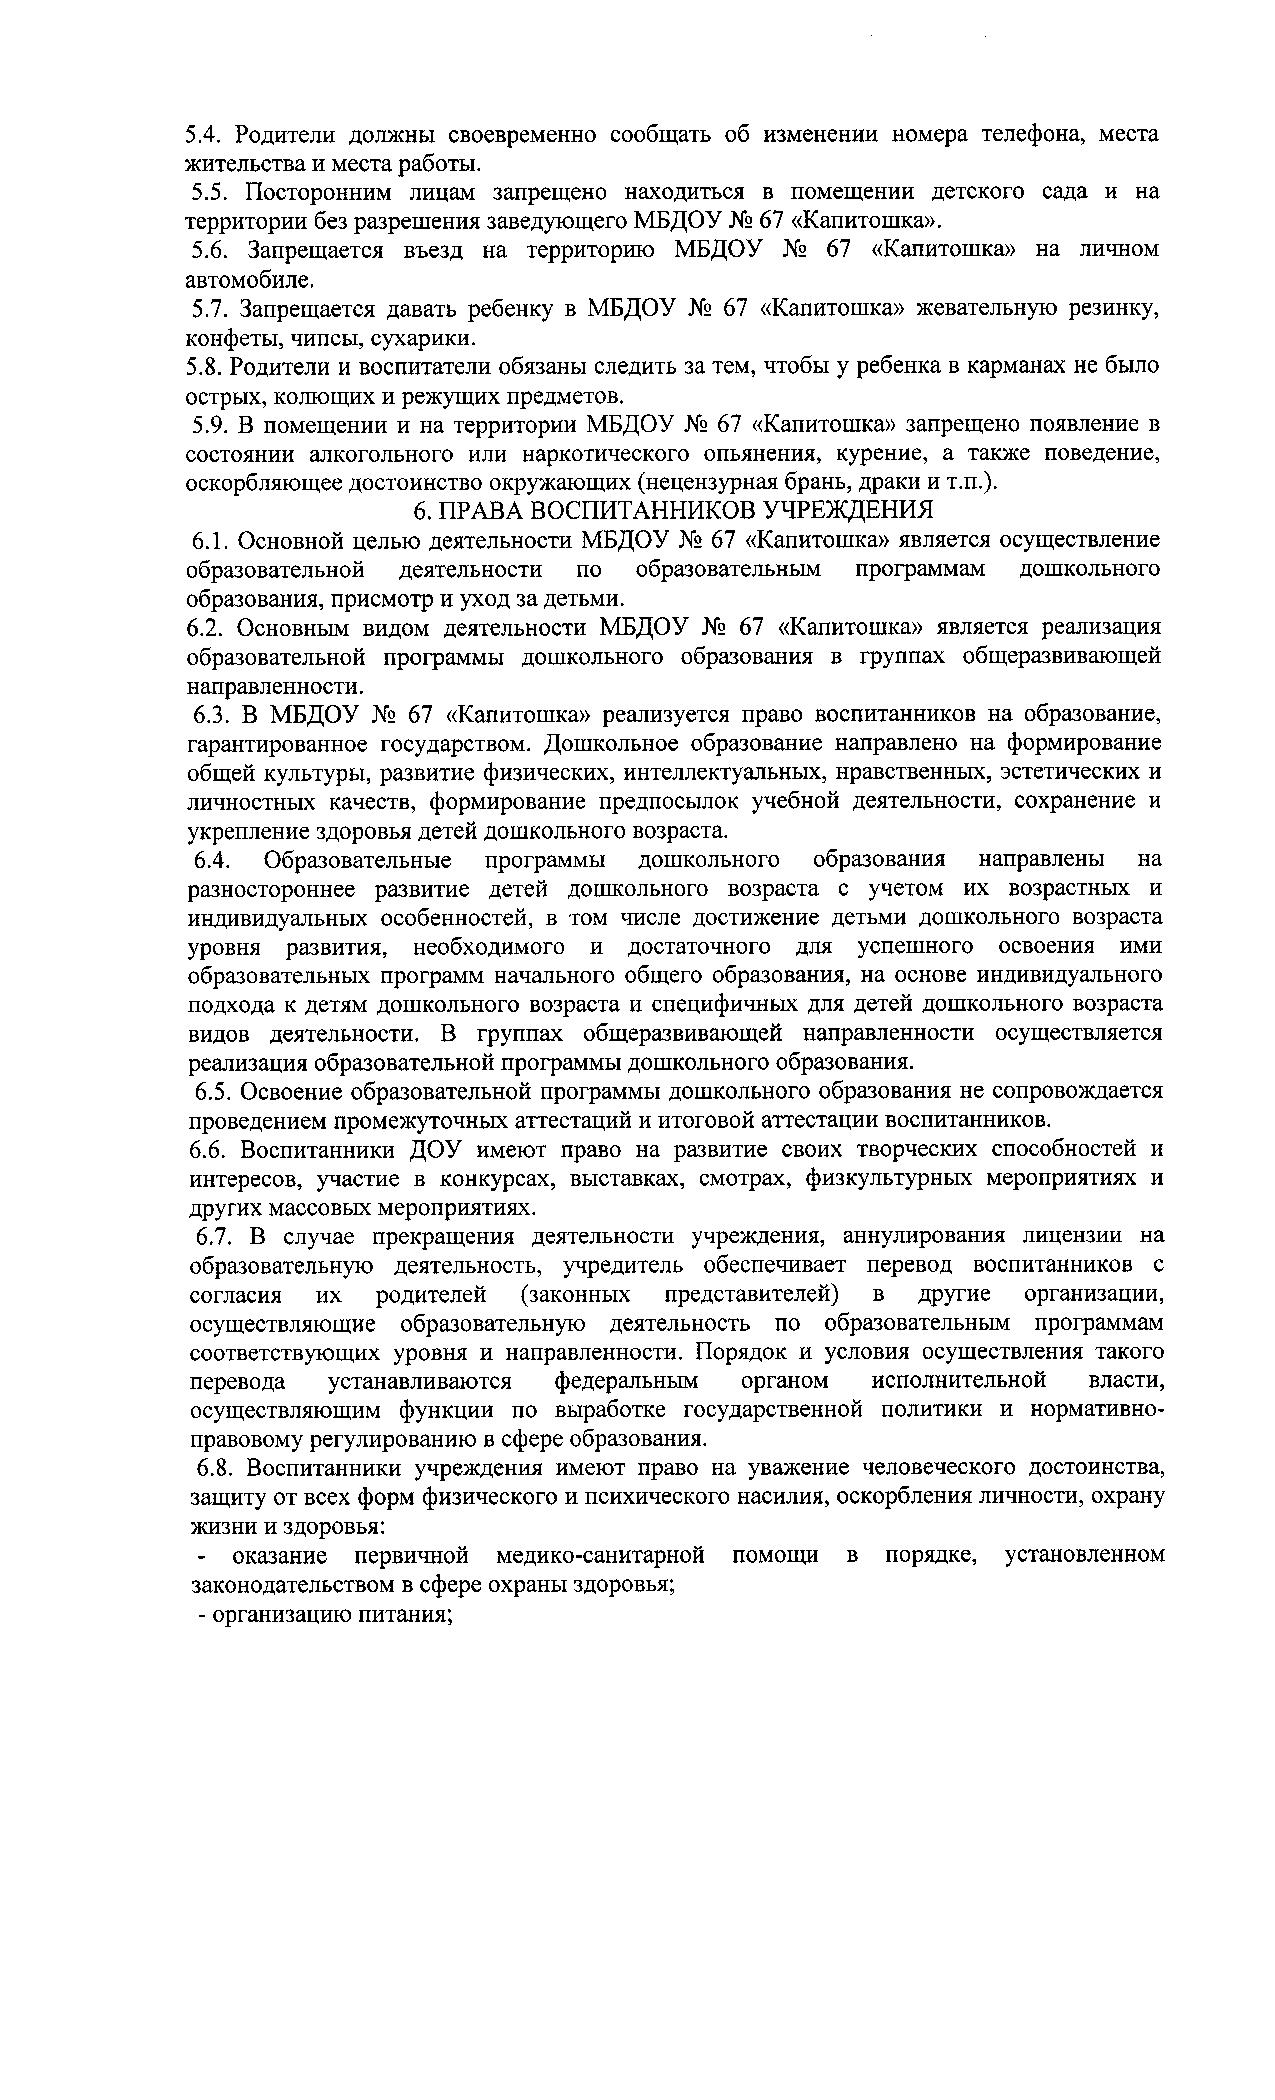 5.4. Родители должны своевременно сообщать об изменении номера телефона, места
жительства и места работы.
5.5. Посторонним лицам запрещено находиться в помещении детского сада и на
территории без разрешения заведующего МБДОУ № 67 «Капитошка».
5.6. Запрещается въезд на территорию МБДОУ № 67 «Капитошка» на личном
автомобиле.
5.7. Запрещается давать ребенку в МБДОУ № 67 «Капитошка» жевательную резинку,
конфеты, чипсы, сухарики.
5.8. Родители и воспитатели обязаны следить за тем, чтобы у ребенка в карманах не было
острых, колющих и режущих предметов.
5.9. В помещении и на территории МБДОУ № 67 «Капитошка» запрещено появление в
состоянии алкогольного или наркотического опьянения, курение, а также поведение,
оскорбляющее достоинство окружающих (нецензурная брань, драки и т.п.).
6. ПРАВА ВОСПИТАННИКОВ УЧРЕЖДЕНИЯ
6.1. Основной целью деятельности МБДОУ № 67 «Капитошка» является осуществление
образовательной деятельности по образовательным программам дошкольного
образования, присмотр и уход за детьми.
6.2. Основным видом деятельности МБДОУ № 67 «Капитошка» является реализация
образовательной программы дошкольного образования в группах общеразвивающей
направленности.
6.3. В МБДОУ № 67 «Капитошка» реализуется право воспитанников на образование,
гарантированное государством. Дошкольное образование направлено на формирование
общей культуры, развитие физических, интеллектуальных, нравственных, эстетических и
личностных качеств, формирование предпосылок учебной деятельности, сохранение и
укрепление здоровья детей дошкольного возраста.
6.4. Образовательные программы дошкольного образования направлены на
разностороннее развитие детей дошкольного возраста с учетом их возрастных и
индивидуальных особенностей, в том числе достижение детьми дошкольного возраста
уровня развития, необходимого и достаточного для успешного освоения ими
образовательных программ начального общего образования, на основе индивидуального
подхода к детям дошкольного возраста и специфичных для детей дошкольного возраста
видов деятельности. В группах общеразвивающей направленности осуществляется
реализация образовательной программы дошкольного образования.
6.5. Освоение образовательной программы дошкольного образования не сопровождается
проведением промежуточных аттестаций и итоговой аттестации воспитанников.
6.6. Воспитанники ДОУ имеют право на развитие своих творческих способностей и
интересов, участие в конкурсах, выставках, смотрах, физкультурных мероприятиях и
других массовых мероприятиях.
6.7. В случае прекращения деятельности учреждения, аннулирования лицензии на
образовательную деятельность, учредитель обеспечивает перевод воспитанников с
согласия их родителей (законных представителей) в другие организации,
осуществляющие образовательную деятельность по образовательным программам
соответствующих уровня и направленности. Порядок и условия осуществления такого
перевода устанавливаются федеральным органом исполнительной власти,
осуществляющим функции по выработке государственной политики и нормативно-
правовому регулированию в сфере образования.
6.8. Воспитанники учреждения имеют право на уважение человеческого достоинства,
защиту от всех форм физического и психического насилия, оскорбления личности, охрану
жизни и здоровья:
- оказание первичной медико-санитарной помощи в порядке, установленном
законодательством в сфере охраны здоровья;
- организацию питания;